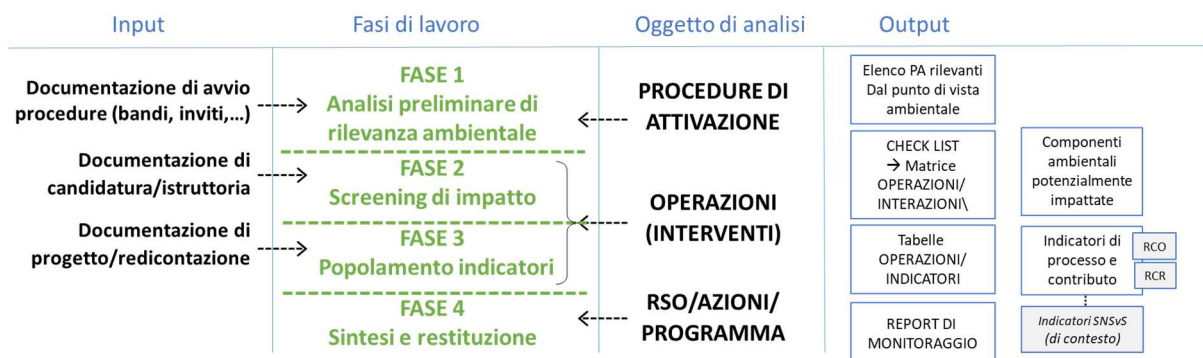 Input
Fasi di lavoro
Oggetto di analisi
Output
Documentazione di avvio
procedure (bandi, inviti,…)
FASE 1
Analisi preliminare di
rilevanza ambientale
PROCEDURE DI
ATTIVAZIONE
Elenco PA rilevanti
Dal punto di vista
ambientale
Documentazione di
candidatura/istruttoria
FASE 2
Screening di impatto
OPERAZIONI
(INTERVENTI)
CHECK LIST
→ Matrice
OPERAZIONI/
INTERAZIONI\
Componenti
ambientali
potenzialmente
impattate
Documentazione di
progetto/redicontazione
FASE 3
Popolamento indicatori
Tabelle
OPERAZIONI/
INDICATORI
Indicatori di
processo e
contributo
RCO
RCR
FASE 4
Sintesi e restituzione
RSO/AZIONI/
PROGRAMMA
REPORT DI
MONITORAGGIO
Indicatori SNSvS
(di contesto)